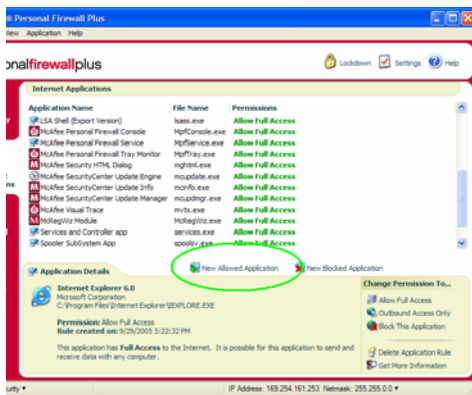 ® Personal Firewall Plus
View Application Help
onalfirewallplus
Lockdown Settings Help
Internet Applications
Application Name File Name Permissions
LSA Shell (Export Version) lsass.exe Allow Full Access
McAfee Personal Firewall Console MpfConsole.exe Allow Full Access
McAfee Personal Firewall Service MpfService.exe Allow Full Access
McAfee Personal Firewall Tray Monitor MpfTray.exe Allow Full Access
McAfee Security HTML Dialog mghtml.exe Allow Full Access
McAfee SecurityCenter Update Engine mcupdate.exe Allow Full Access
McAfee SecurityCenter Update Info mcinfo.exe Allow Full Access
McAfee SecurityCenter Update Manager mcupdmgr.exe Allow Full Access
McAfee Visual Trace mvtx.exe Allow Full Access
McRegWiz Module McRegWiz.exe Allow Full Access
Services and Controller app services.exe Allow Full Access
Spooler SubSystem App spoolsv.exe Allow Full Access
New Allowed Application New Blocked Application
Application Details
Internet Explorer 6.0
Microsoft Corporation
C:\Program Files\Internet Explorer\IEXPLORE.EXE
Permission: Allow Full Access
Rule created on: 9/29/2005 5:22:32 PM
This application has Full Access to the Internet. It is possible for this application to send and
receive data with any computer.
Change Permission To...
Allow Full Access
Outbound Access Only
Block This Application
Delete Application Rule
Get More Information
urity IP Address: 169.254.161.253 Netmask: 255.255.0.0